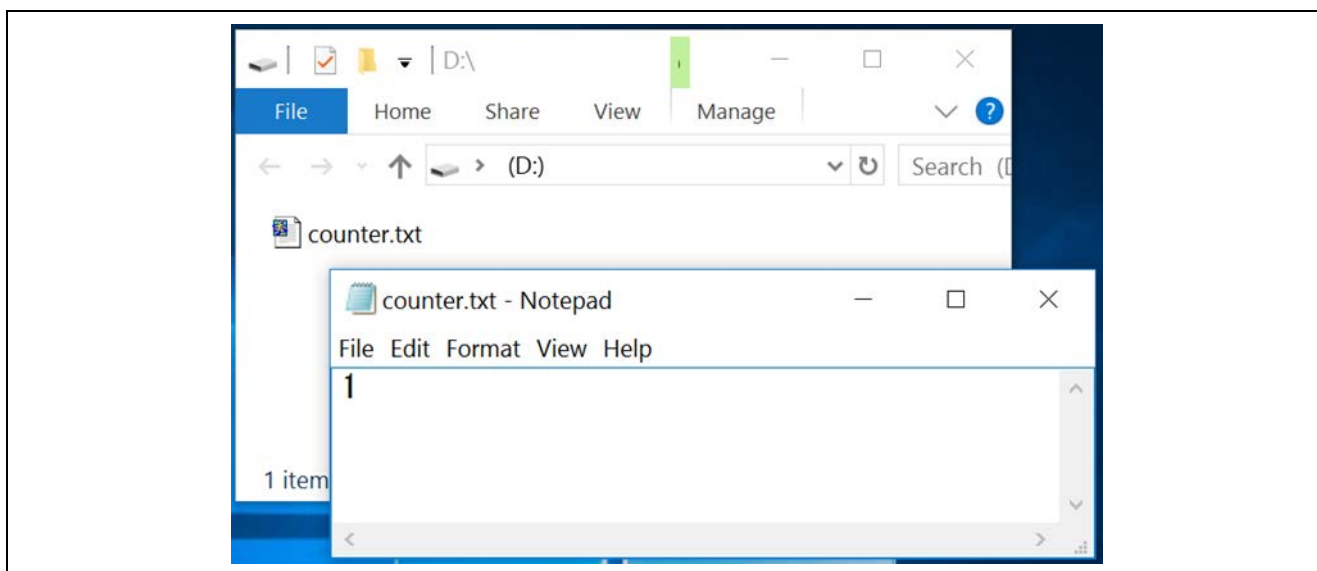 D:\
File Home Share View Manage ?
(D:) Search (D
counter.txt
counter.txt - Notepad
File Edit Format View Help
1
1 item